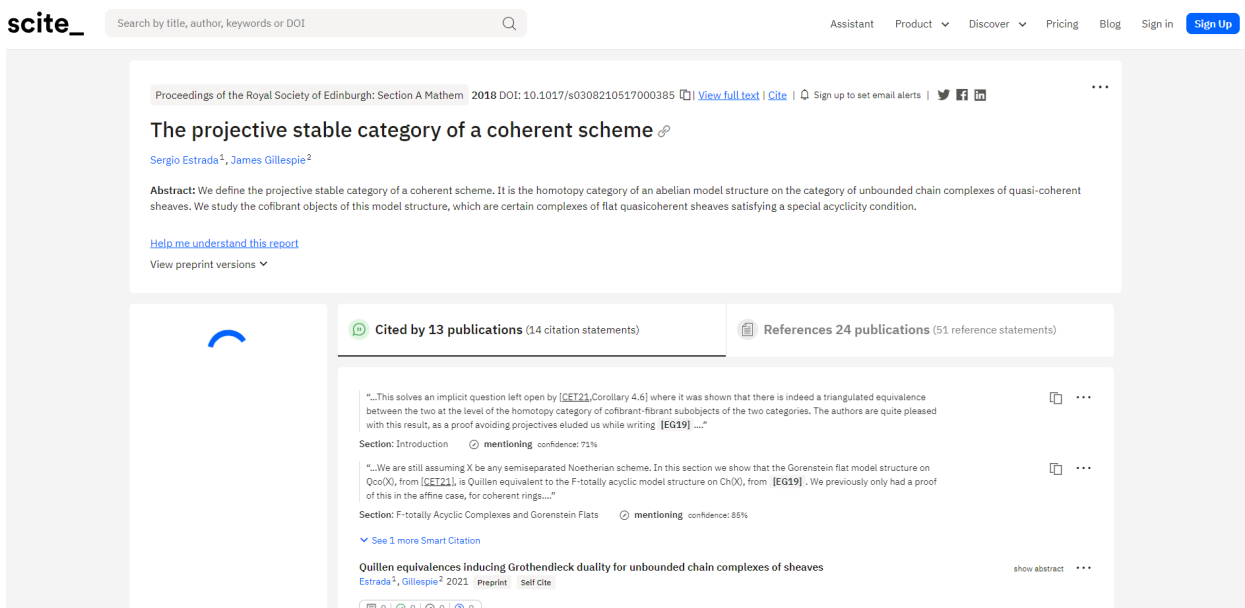 scite_
Search by title, author, keywords or DOI
Assistant Product Discover Pricing Blog Sign in Sign Up
Proceedings of the Royal Society of Edinburgh: Section A Mathem 2018 DOI: 10.1017/s0308210517000385 | View full text | Cite | Sign up to set email alerts |
The projective stable category of a coherent scheme
Sergio Estrada 1, James Gillespie 2
Abstract: We define the projective stable category of a coherent scheme. It is the homotopy category of an abelian model structure on the category of unbounded chain complexes of quasi-coherent
sheaves. We study the cofibrant objects of this model structure, which are certain complexes of flat quasicoherent sheaves satisfying a special acyclicity condition.
Help me understand this report
View preprint versions
Cited by 13 publications (14 citation statements)
References 24 publications (51 reference statements)
“…This solves an implicit question left open by [CET21,Corollary 4.6] where it was shown that there is indeed a triangulated equivalence
between the two at the level of the homotopy category of cofibrant-fibrant subobjects of the two categories. The authors are quite pleased
with this result, as a proof avoiding projectives eluded us while writing [EG19] ….”
Section: Introduction mentioning confidence: 71%
“…We are still assuming X be any semiseparated Noetherian scheme. In this section we show that the Gorenstein flat model structure on
Qco(X), from [CET21], is Quillen equivalent to the F-totally acyclic model structure on Ch(X), from [EG19] . We previously only had a proof
of this in the affine case, for coherent rings.…”
Section: F-totally Acyclic Complexes and Gorenstein Flats mentioning confidence: 85%
See 1 more Smart Citation
Quillen equivalences inducing Grothendieck duality for unbounded chain complexes of sheaves
show abstract
Estrada 1, Gillespie 2 2021 Preprint Self Cite
0 0 0 0